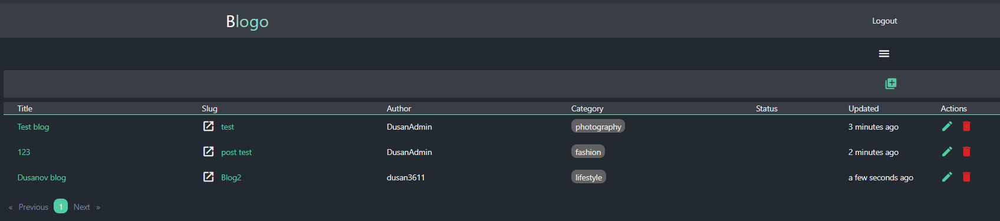 Blogo Logout
Title Slug Author Category Status Updated Actions
Test blog test DusanAdmin photography 3 minutes ago
123 post test DusanAdmin fashion 2 minutes ago
Dusanov blog Blog2 dusan3611 lifestyle a few seconds ago
« Previous 1 Next »